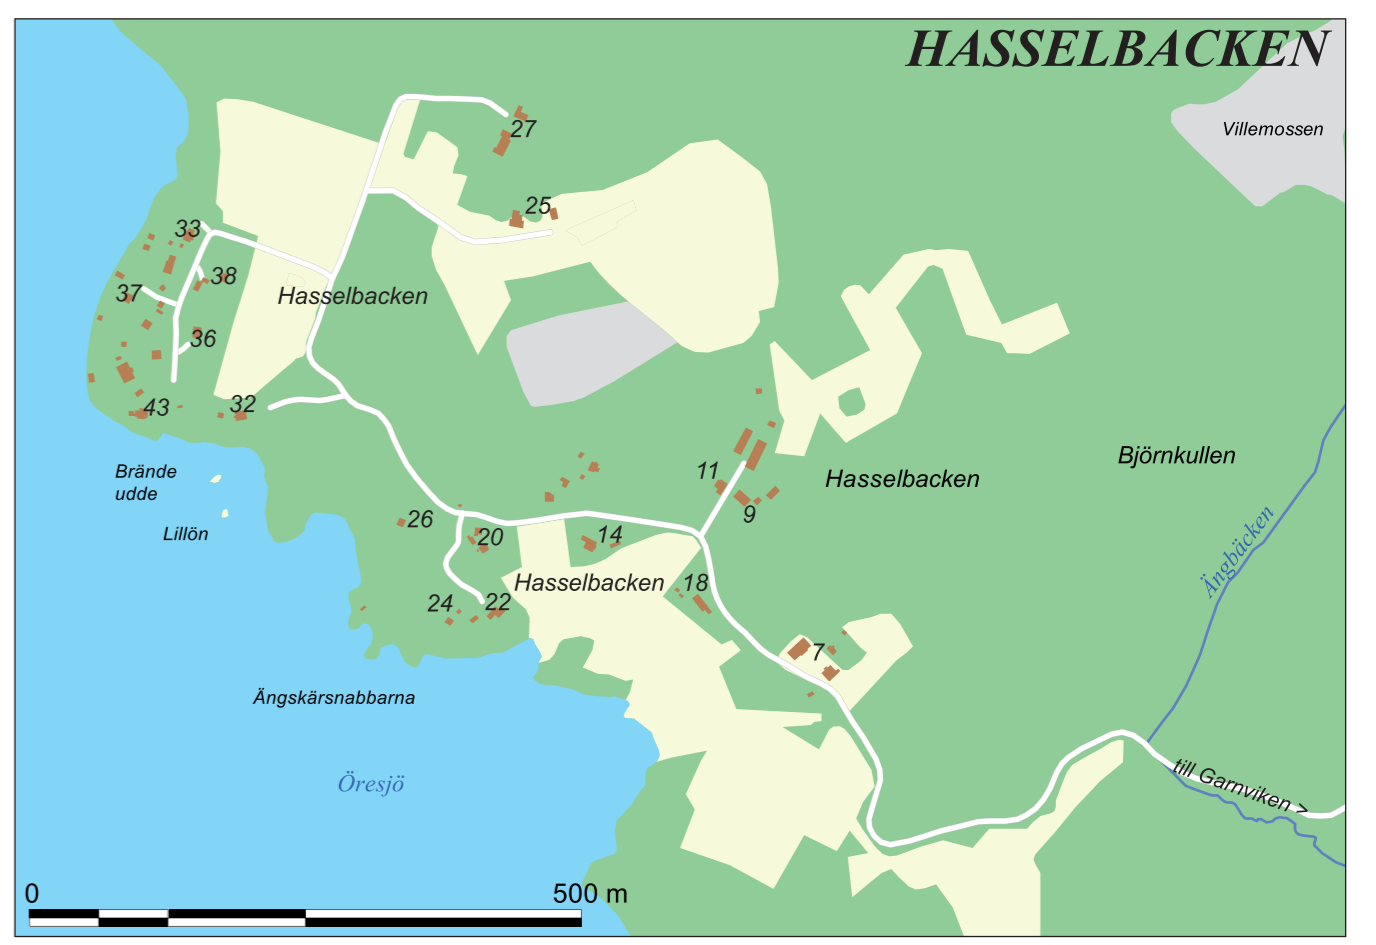 HASSELBACKEN
Villemossen
27
25
33
38
37
Hasselbacken
36
43
32
Björnkullen
11
Hasselbacken
Brände
udde
9
26
Lillön
20
14
Ängbäcken
Hasselbacken
18
24
22
7
Ängskärsnabbarna
Öresjö
till Garnviken >
0
500 m